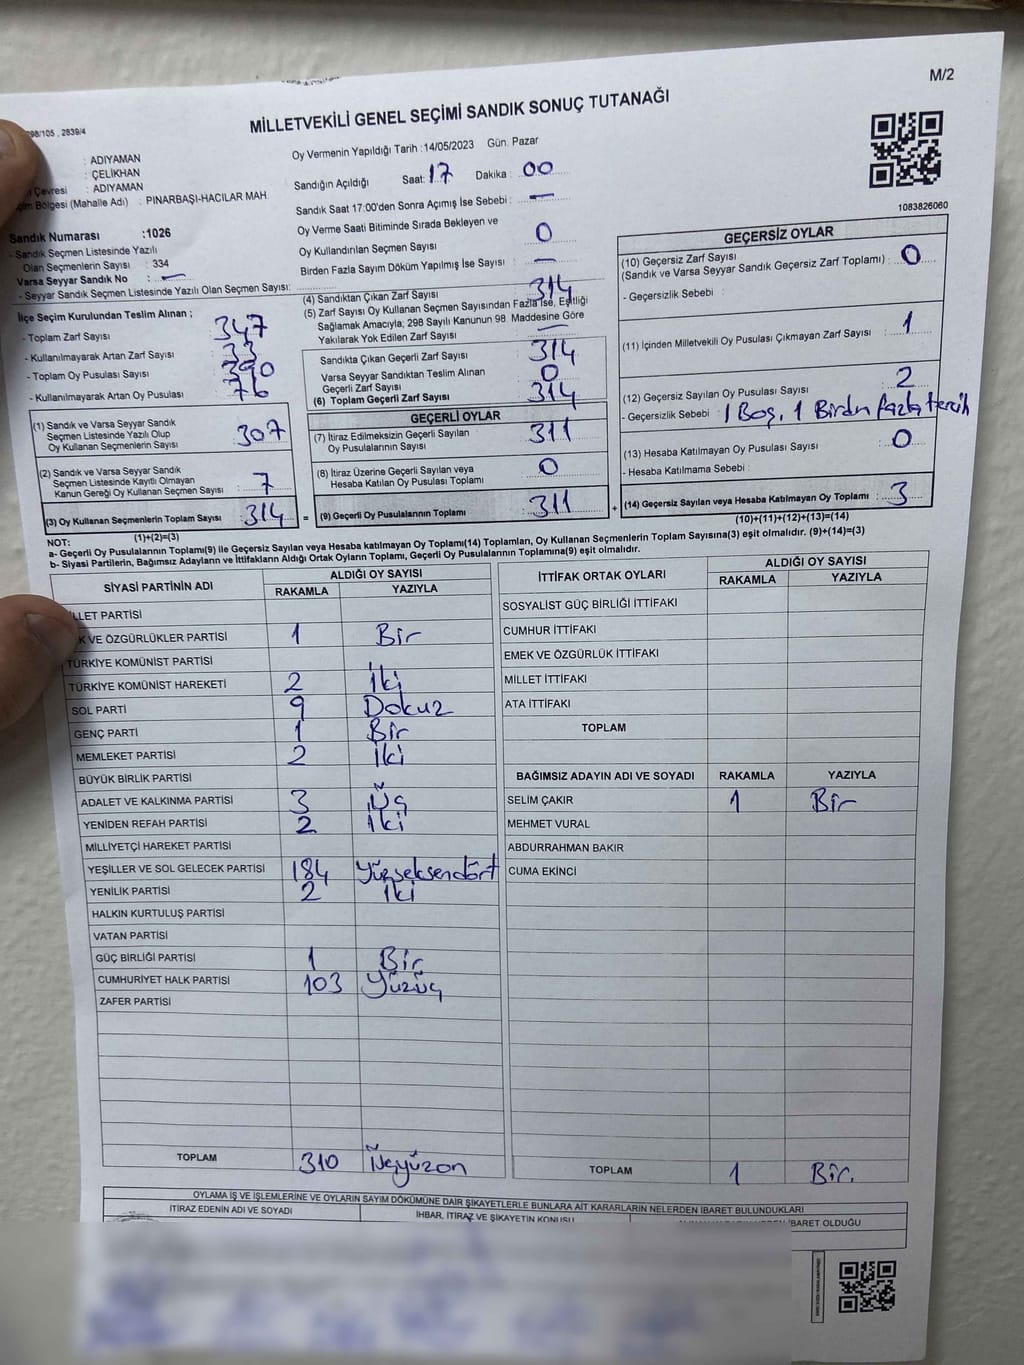 M/2
MİLLETVEKİLİ GENEL SEÇİMİ SANDIK SONUÇ TUTANAĞI
298/105 , 2839/4
: ADIYAMAN
: ÇELİKHAN
Çevresi : ADIYAMAN
Bölgesi (Mahalle Adı) : PINARBAŞI-HACILAR MAH.
Sandık Numarası :1026
- Sandık Seçmen Listesinde Yazılı
Olan Seçmenlerin Sayısı : 334
Varsa Seyyar Sandık No : —
- Seyyar Sandık Seçmen Listesinde Yazılı Olan Seçmen Sayısı:
Oy Vermenin Yapıldığı Tarih :14/05/2023 Gün. Pazar
Sandığın Açıldığı Saat: 17 Dakika : 00
Sandık Saat 17:00'den Sonra Açımış İse Sebebi : —
Oy Verme Saati Bitiminde Sırada Bekleyen ve
Oy Kullandırılan Seçmen Sayısı : 0
Birden Fazla Sayım Döküm Yapılmış İse Sayısı : —
1083826060
İlçe Seçim Kurulundan Teslim Alınan ;
- Toplam Zarf Sayısı : 347
- Kullanılmayarak Artan Zarf Sayısı : 33
- Toplam Oy Pusulası Sayısı : 390
- Kullanılmayarak Artan Oy Pusulası : 76
(1) Sandık ve Varsa Seyyar Sandık
Seçmen Listesinde Yazılı Olup
Oy Kullanan Seçmenlerin Sayısı : 307
(2) Sandık ve Varsa Seyyar Sandık
Seçmen Listesinde Kayıtlı Olmayan
Kanun Gereği Oy Kullanan Seçmen Sayısı : 7
(3) Oy Kullanan Seçmenlerin Toplam Sayısı : 314
(1)+(2)=(3)
(4) Sandıktan Çıkan Zarf Sayısı : 314
(5) Zarf Sayısı Oy Kullanan Seçmen Sayısından Fazla İse, Eşitliği
Sağlamak Amacıyla; 298 Sayılı Kanunun 98. Maddesine Göre
Yakılarak Yok Edilen Zarf Sayısı : —
Sandıkta Çıkan Geçerli Zarf Sayısı : 314
Varsa Seyyar Sandıktan Teslim Alınan
Geçerli Zarf Sayısı : 0
(6) Toplam Geçerli Zarf Sayısı : 314
GEÇERLİ OYLAR
(7) İtiraz Edilmeksizin Geçerli Sayılan
Oy Pusulalarının Sayısı : 311
(8) İtiraz Üzerine Geçerli Sayılan veya
Hesaba Katılan Oy Pusulası Toplamı : 0
= (9) Geçerli Oy Pusulalarının Toplamı : 311 +
GEÇERSİZ OYLAR
(10) Geçersiz Zarf Sayısı
(Sandık ve Varsa Seyyar Sandık Geçersiz Zarf Toplamı) : 0
- Geçersizlik Sebebi :
(11) İçinden Milletvekili Oy Pusulası Çıkmayan Zarf Sayısı : 1
(12) Geçersiz Sayılan Oy Pusulası Sayısı : 2
- Geçersizlik Sebebi : 1 Boş, 1 Birden fazla tercih
(13) Hesaba Katılmayan Oy Pusulası Sayısı : 0
- Hesaba Katılmama Sebebi :
(14) Geçersiz Sayılan veya Hesaba Katılmayan Oy Toplamı : 3
(10)+(11)+(12)+(13)=(14)
NOT:
a- Geçerli Oy Pusulalarının Toplamı(9) ile Geçersiz Sayılan veya Hesaba katılmayan Oy Toplamı(14) Toplamları, Oy Kullanan Seçmenlerin Toplam Sayısına(3) eşit olmalıdır. (9)+(14)=(3)
b- Siyasi Partilerin, Bağımsız Adayların ve İttifakların Aldığı Ortak Oyların Toplamı, Geçerli Oy Pusulalarının Toplamına(9) eşit olmalıdır.
SİYASİ PARTİNİN ADI ALDIĞI OY SAYISI
RAKAMLA YAZIYLA
LLET PARTİSİ
K VE ÖZGÜRLÜKLER PARTİSİ 1 Bir
TÜRKİYE KOMÜNİST PARTİSİ
TÜRKİYE KOMÜNİST HAREKETİ 2 İki
SOL PARTİ 9 Dokuz
GENÇ PARTİ 1 Bir
MEMLEKET PARTİSİ 2 İki
BÜYÜK BİRLİK PARTİSİ
ADALET VE KALKINMA PARTİSİ 3 Üç
YENİDEN REFAH PARTİSİ 2 İki
MİLLİYETÇİ HAREKET PARTİSİ
YEŞİLLER VE SOL GELECEK PARTİSİ 184 Yüzseksendört
YENİLİK PARTİSİ 2 İki
HALKIN KURTULUŞ PARTİSİ
VATAN PARTİSİ
GÜÇ BİRLİĞİ PARTİSİ 1 Bir
CUMHURİYET HALK PARTİSİ 103 Yüzüç
ZAFER PARTİSİ
TOPLAM 310 Üçyüzon
İTTİFAK ORTAK OYLARI ALDIĞI OY SAYISI
RAKAMLA YAZIYLA
SOSYALİST GÜÇ BİRLİĞİ İTTİFAKI
CUMHUR İTTİFAKI
EMEK VE ÖZGÜRLÜK İTTİFAKI
MİLLET İTTİFAKI
ATA İTTİFAKI
TOPLAM
BAĞIMSIZ ADAYIN ADI VE SOYADI RAKAMLA YAZIYLA
SELİM ÇAKIR 1 Bir
MEHMET VURAL
ABDURRAHMAN BAKIR
CUMA EKİNCİ
TOPLAM 1 Bir.
OYLAMA İŞ VE İŞLEMLERİNE VE OYLARIN SAYIM DÖKÜMÜNE DAİR ŞİKAYETLERLE BUNLARA AİT KARARLARIN NELERDEN İBARET BULUNDUKLARI
İTİRAZ EDENİN ADI VE SOYADI İHBAR, İTİRAZ VE ŞİKAYETİN KONUSU İBARET OLDUĞU